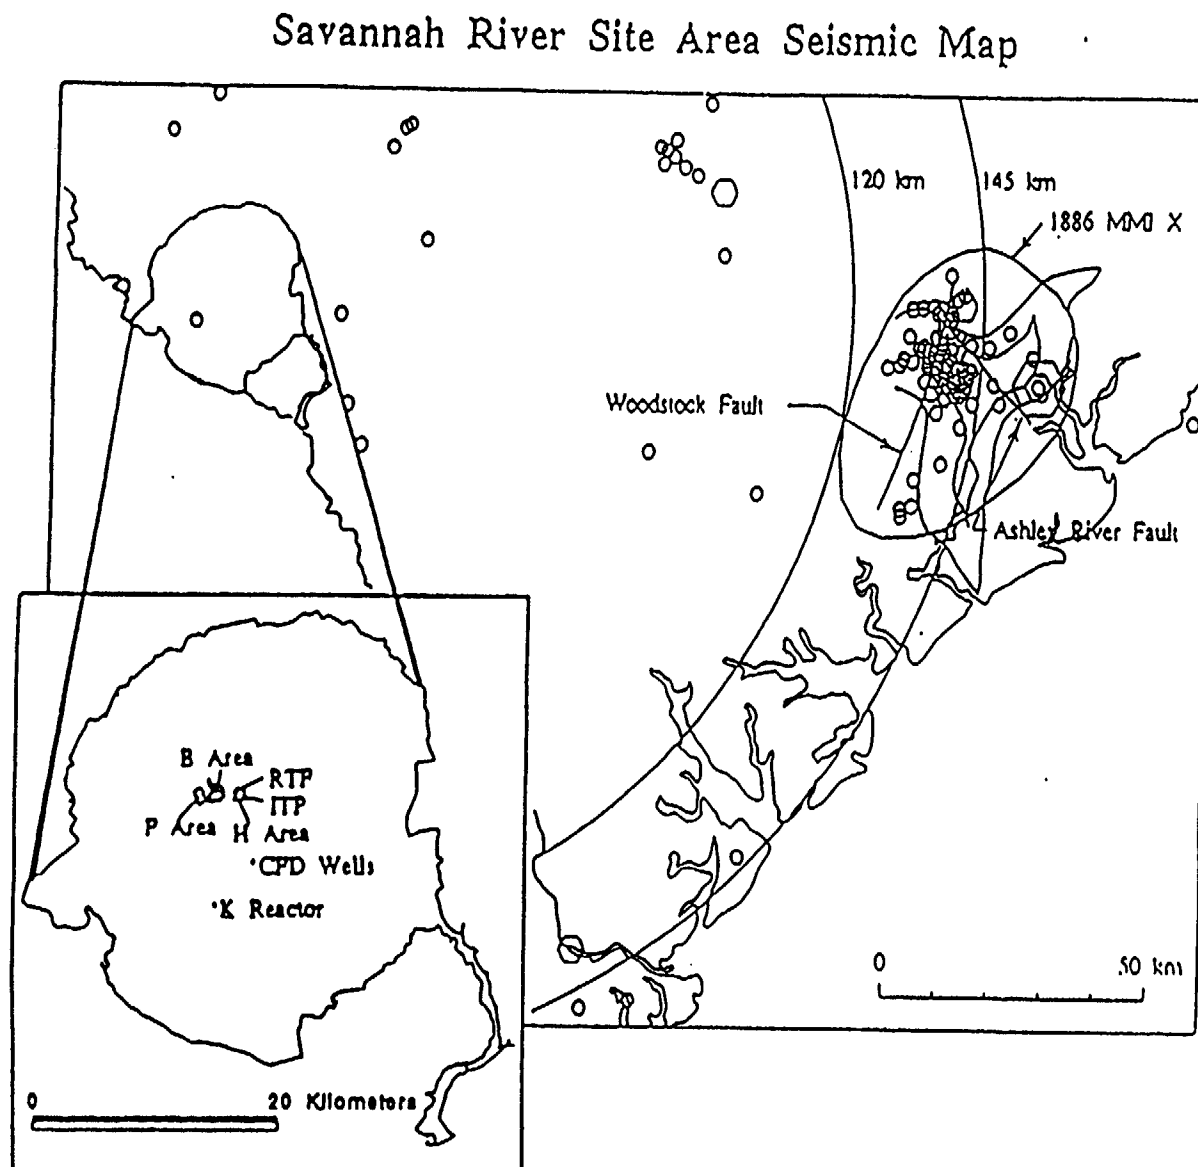 Savannah River Site Area Seismic Map
120 km
145 km
1886 MMI X
Woodstock Fault
Ashley River Fault
B Area
RTF
ITP
F Area
H Area
CFD Wells
K Reactor
0
50 km
0
20 Kilometers